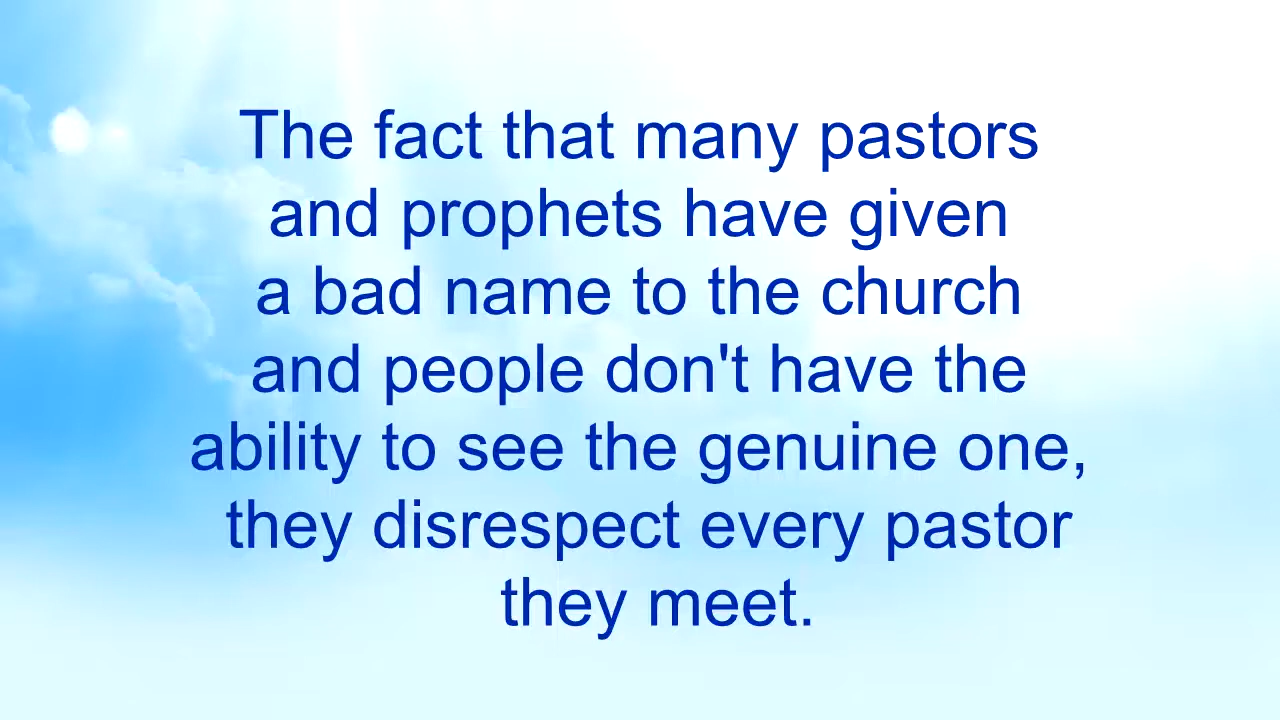 The fact that many pastors
and prophets have given
a bad name to the church
and people don't have the
ability to see the genuine one,
they disrespect every pastor
they meet.